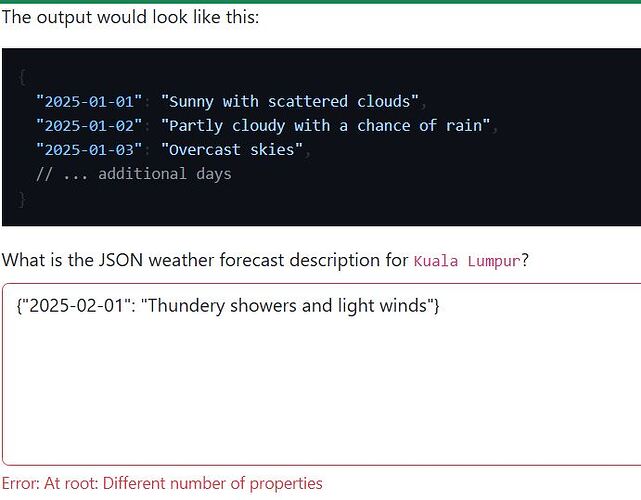 The output would look like this:
{
"2025-01-01": "Sunny with scattered clouds",
"2025-01-02": "Partly cloudy with a chance of rain",
"2025-01-03": "Overcast skies",
// ... additional days
}
What is the JSON weather forecast description for Kuala Lumpur?
{"2025-02-01": "Thundery showers and light winds"}
Error: At root: Different number of properties